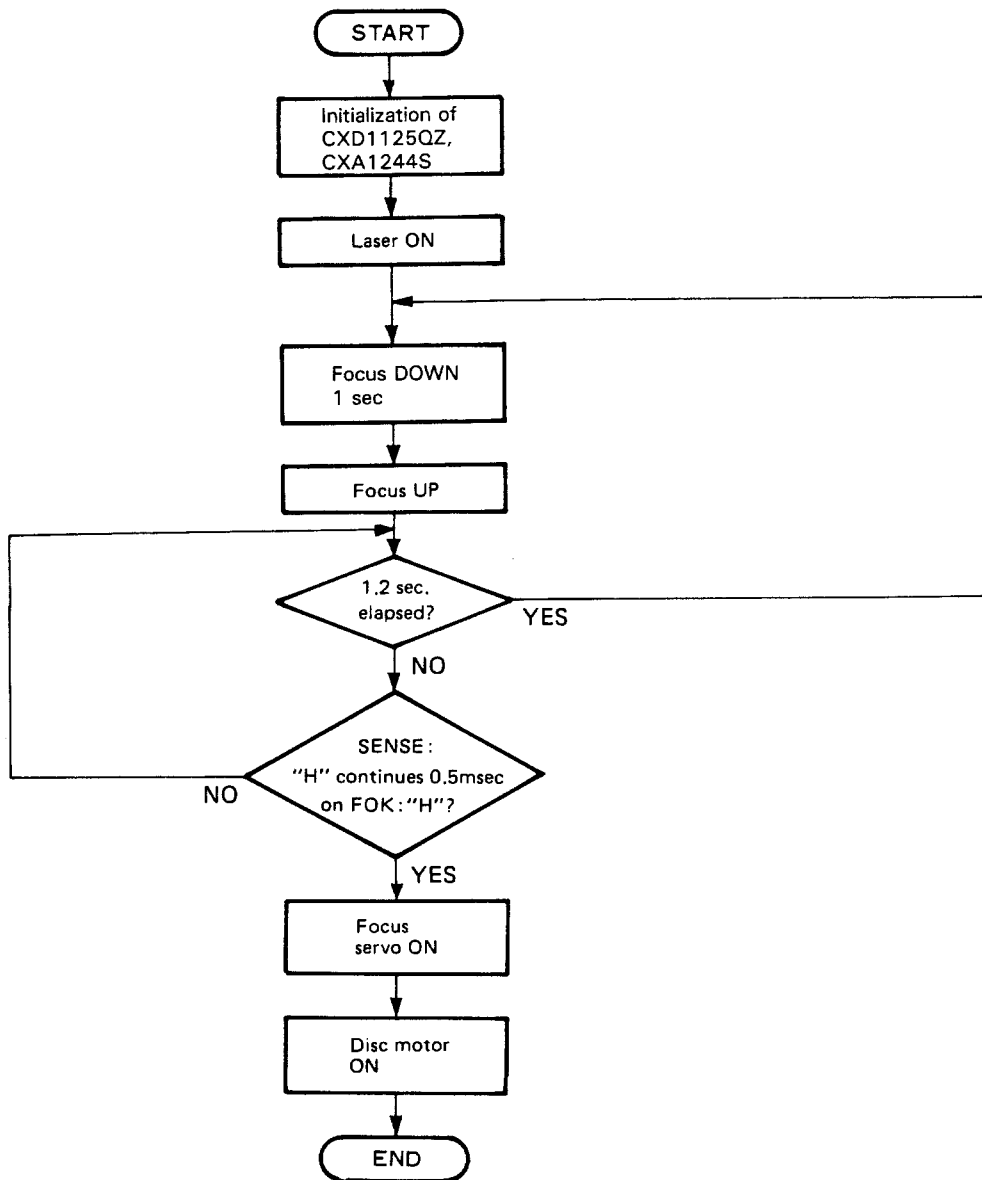 START
Initialization of
CXD1125QZ,
CXA1244S
Laser ON
Focus DOWN
1 sec
Focus UP
1.2 sec.
elapsed?
YES
NO
SENSE:
"H" continues 0.5msec
on FOK:"H"?
NO
YES
Focus
servo ON
Disc motor
ON
END